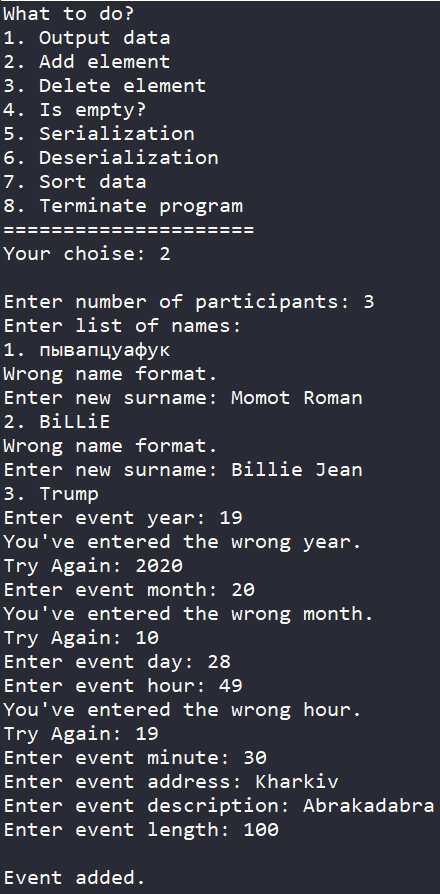 What to do?
1. Output data
2. Add element
3. Delete element
4. Is empty?
5. Serialization
6. Deserialization
7. Sort data
8. Terminate program
=====================
Your choise: 2
Enter number of participants: 3
Enter list of names:
1. пывапцуафук
Wrong name format.
Enter new surname: Momot Roman
2. BiLLiE
Wrong name format.
Enter new surname: Billie Jean
3. Trump
Enter event year: 19
You've entered the wrong year.
Try Again: 2020
Enter event month: 20
You've entered the wrong month.
Try Again: 10
Enter event day: 28
Enter event hour: 49
You've entered the wrong hour.
Try Again: 19
Enter event minute: 30
Enter event address: Kharkiv
Enter event description: Abrakadabra
Enter event length: 100
Event added.